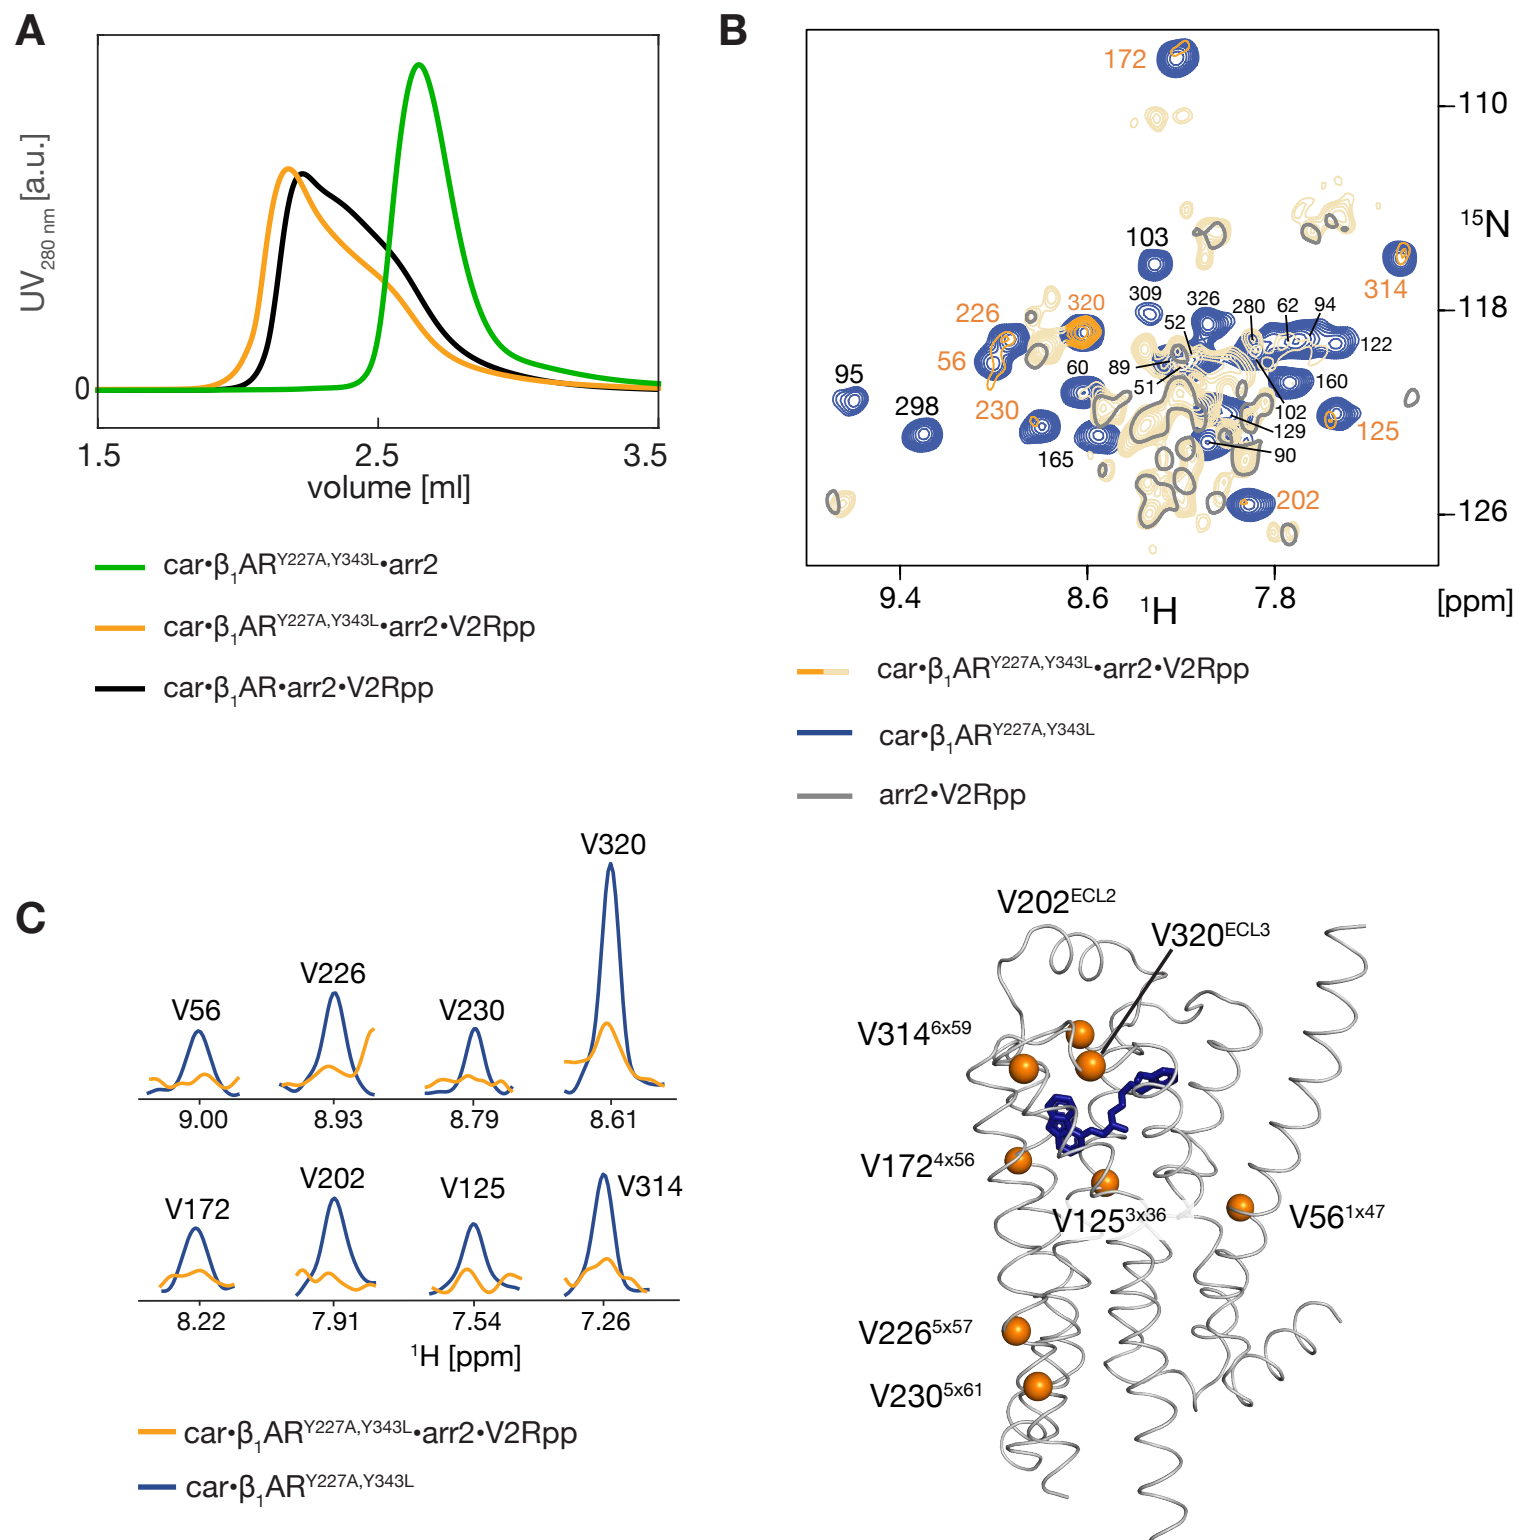 A
UV280 nm [a.u.]
0
1.5 2.5 3.5
volume [ml]
car•β₁ARY227A,Y343L•arr2
car•β₁ARY227A,Y343L•arr2•V2Rpp
car•β₁AR•arr2•V2Rpp
B
172
110
15N
103
314
118
226
320
309
326
280
62
94
52
122
56
89
95
60
51
160
230
298
102
129
125
165
90
202
126
9.4 8.6 1H 7.8 [ppm]
car•β₁ARY227A,Y343L•arr2•V2Rpp
car•β₁ARY227A,Y343L
arr2•V2Rpp
C
V320
V226
V56
V230
9.00 8.93 8.79 8.61
V202
V125
V314
V172
8.22 7.91 7.54 7.26
1H [ppm]
car•β₁ARY227A,Y343L•arr2•V2Rpp
car•β₁ARY227A,Y343L
V202ECL2
V320ECL3
V3146x59
V1724x56
V1253x36
V561x47
V2265x57
V2305x61